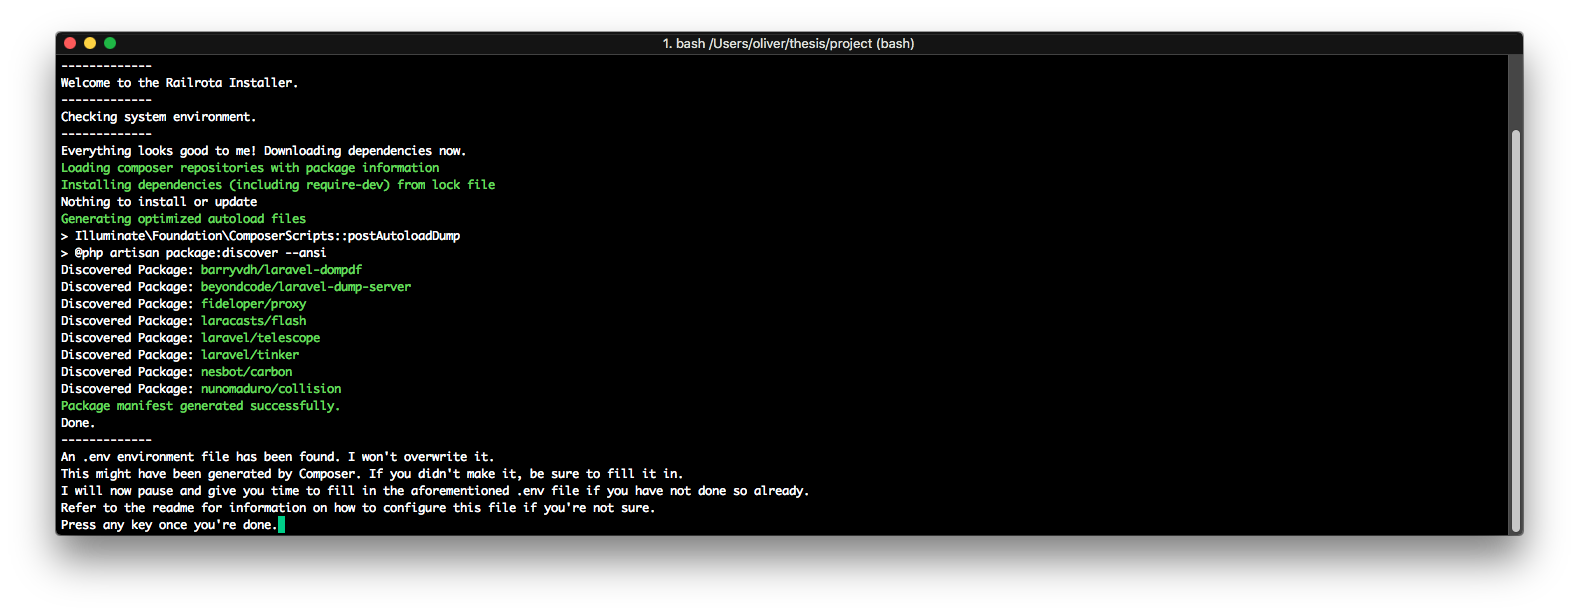 1. bash /Users/oliver/thesis/project (bash)
-------------
Welcome to the Railrota Installer.
-------------
Checking system environment.
-------------
Everything looks good to me! Downloading dependencies now.
Loading composer repositories with package information
Installing dependencies (including require-dev) from lock file
Nothing to install or update
Generating optimized autoload files
> Illuminate\Foundation\ComposerScripts::postAutoloadDump
> @php artisan package:discover --ansi
Discovered Package: barryvdh/laravel-dompdf
Discovered Package: beyondcode/laravel-dump-server
Discovered Package: fideloper/proxy
Discovered Package: laracasts/flash
Discovered Package: laravel/telescope
Discovered Package: laravel/tinker
Discovered Package: nesbot/carbon
Discovered Package: nunomaduro/collision
Package manifest generated successfully.
Done.
-------------
An .env environment file has been found. I won't overwrite it.
This might have been generated by Composer. If you didn't make it, be sure to fill it in.
I will now pause and give you time to fill in the aforementioned .env file if you have not done so already.
Refer to the readme for information on how to configure this file if you're not sure.
Press any key once you're done.